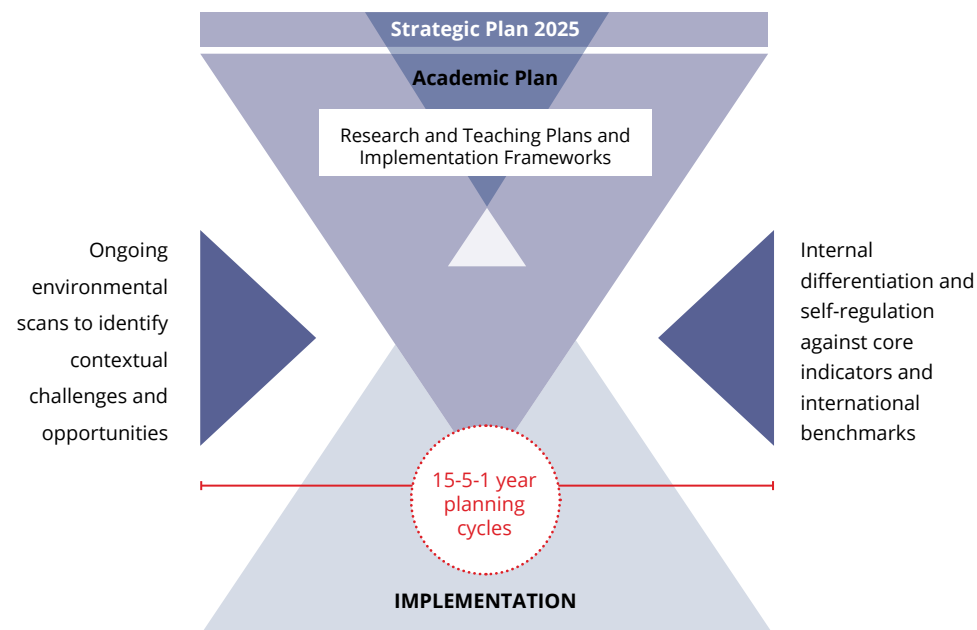 Strategic Plan 2025
Academic Plan
Research and Teaching Plans and
Implementation Frameworks
Ongoing
environmental
scans to identify
contextual
challenges and
opportunities
Internal
differentiation and
self-regulation
against core
indicators and
international
benchmarks
15-5-1 year
planning
cycles
IMPLEMENTATION